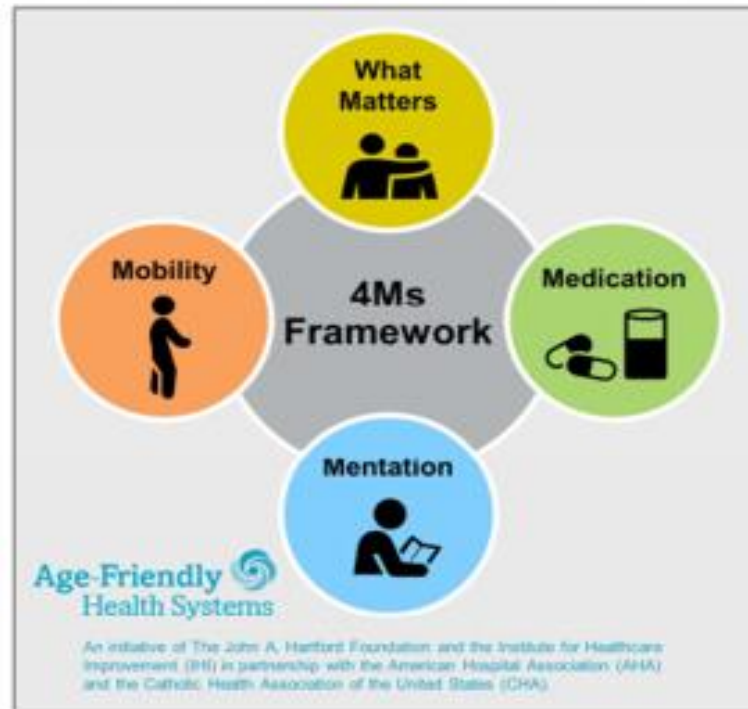 What
Matters
Mobility
4Ms
Framework
Medication
Mentation
Age-Friendly
Health Systems
An initiative of The John A. Hartford Foundation and the Institute for Healthcare
Improvement (IHI) in partnership with the American Hospital Association (AHA)
and the Catholic Health Association of the United States (CHA).